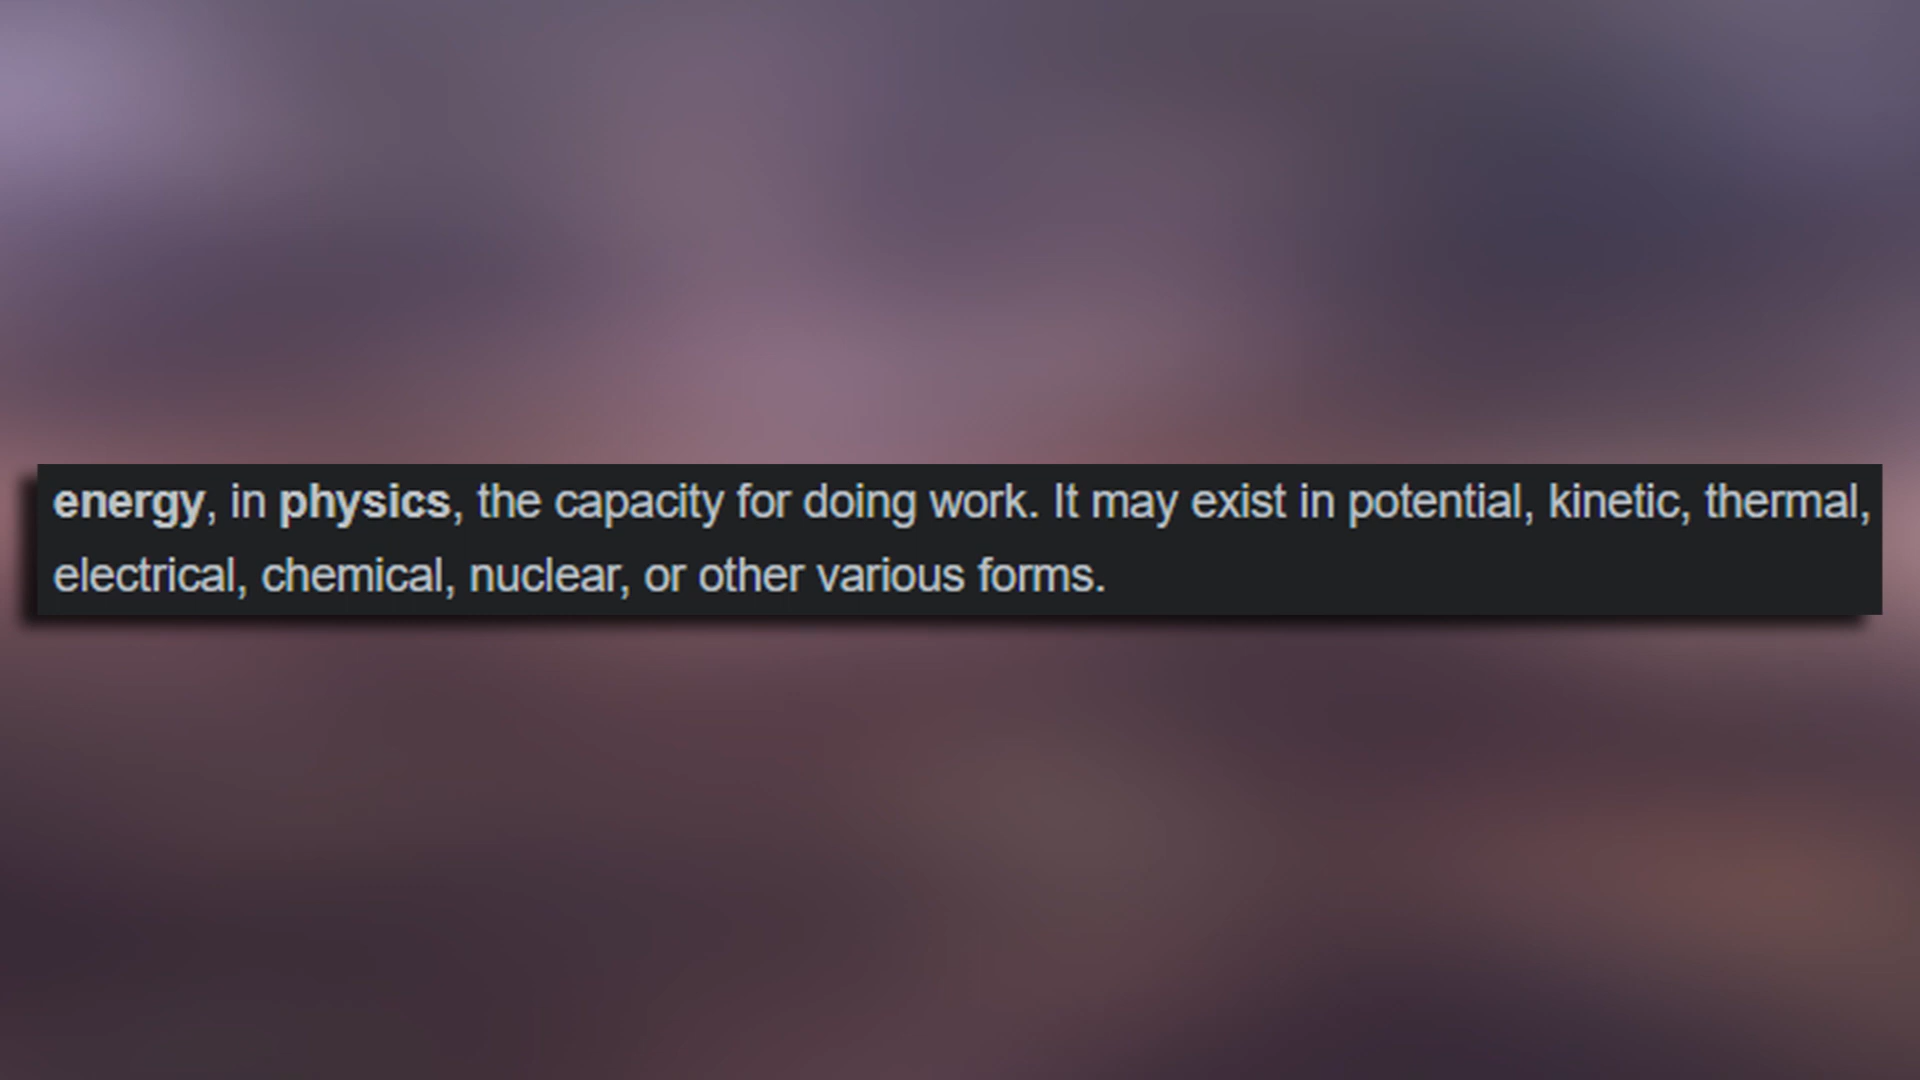 energy, in physics, the capacity for doing work. It may exist in potential, kinetic, thermal,
electrical, chemical, nuclear, or other various forms.